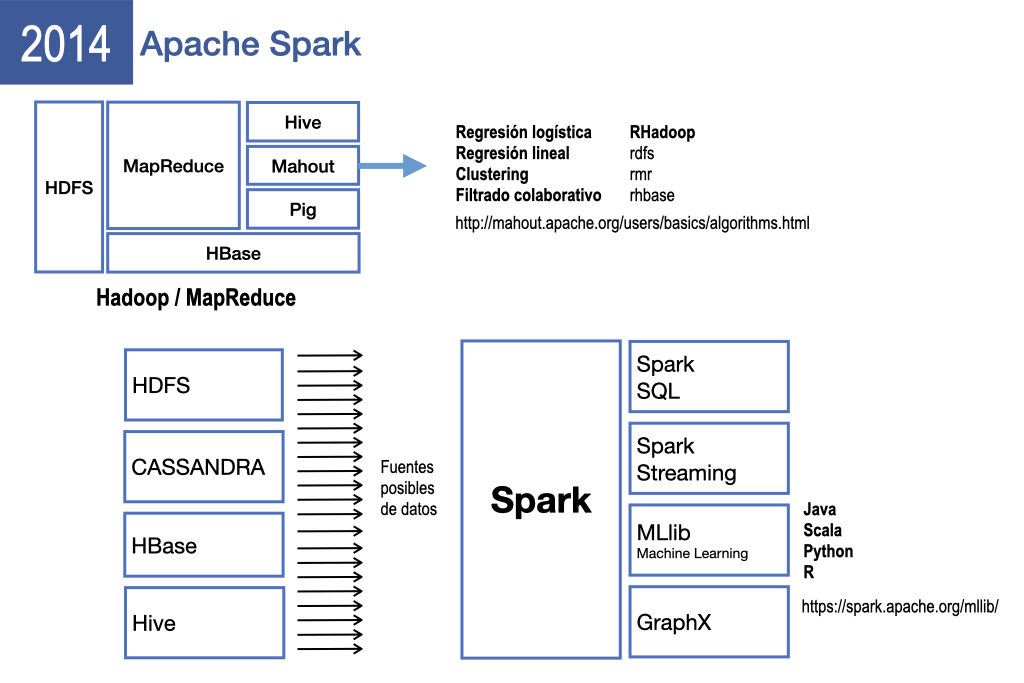 2014
Apache Spark
HDFS
MapReduce
Hive
Mahout
Pig
HBase
Hadoop / MapReduce
Regresión logística
Regresión lineal
Clustering
Filtrado colaborativo
RHadoop
rdfs
rmr
rhbase
http://mahout.apache.org/users/basics/algorithms.html
HDFS
CASSANDRA
HBase
Hive
Fuentes
posibles
de datos
Spark
Spark
SQL
Spark
Streaming
MLlib
Machine Learning
GraphX
Java
Scala
Python
R
https://spark.apache.org/mllib/